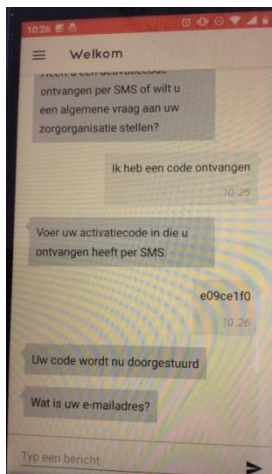 10:26
Welkom
ontvangen per SMS of wilt u
een algemene vraag aan uw
zorgorganisatie stellen?
Ik heb een code ontvangen
10:25
Voer uw activatiecode in die u
ontvangen heeft per SMS.
e09ce1f0
10:26
Uw code wordt nu doorgestuurd
Wat is uw e-mailadres?
Typ een bericht